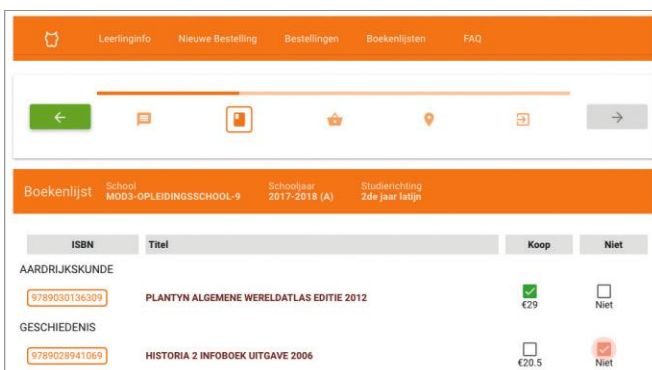 Leerlinginfo Nieuwe Bestelling Bestellingen Boekenlijsten FAQ
Boekenlijst School Schooljaar Studierichting
MOD3-OPLEIDINGSSCHOOL-9 2017-2018 (A) 2de jaar latijn
ISBN Titel Koop Niet
AARDRIJKSKUNDE
9789030136309 PLANTYN ALGEMENE WERELDATLAS EDITIE 2012
€29 Niet
GESCHIEDENIS
9789028941069 HISTORIA 2 INFOBOEK UITGAVE 2006
€20.5 Niet